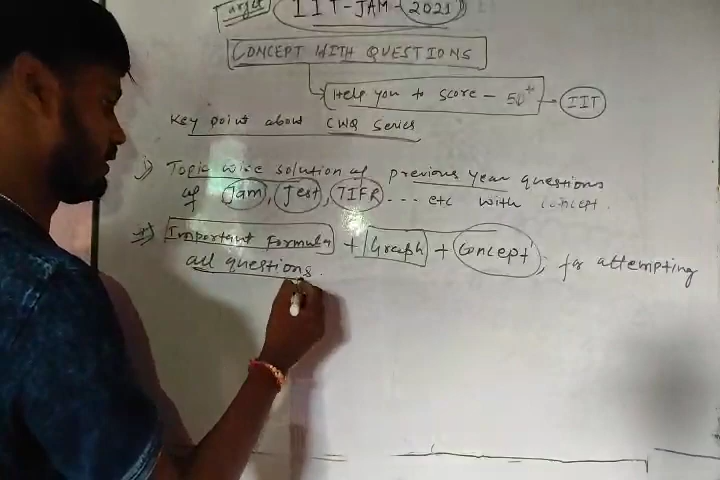 Target IIT-JAM-2021
CONCEPT WITH QUESTIONS
Help you to score - 50+ IIT
Key point about CWQ Series
i) Topic wise solution of previous year questions
of Jam, Jest, TIFR ... etc with concept.
ii) Important Formula + Graph + Concept, for attempting
all questions.